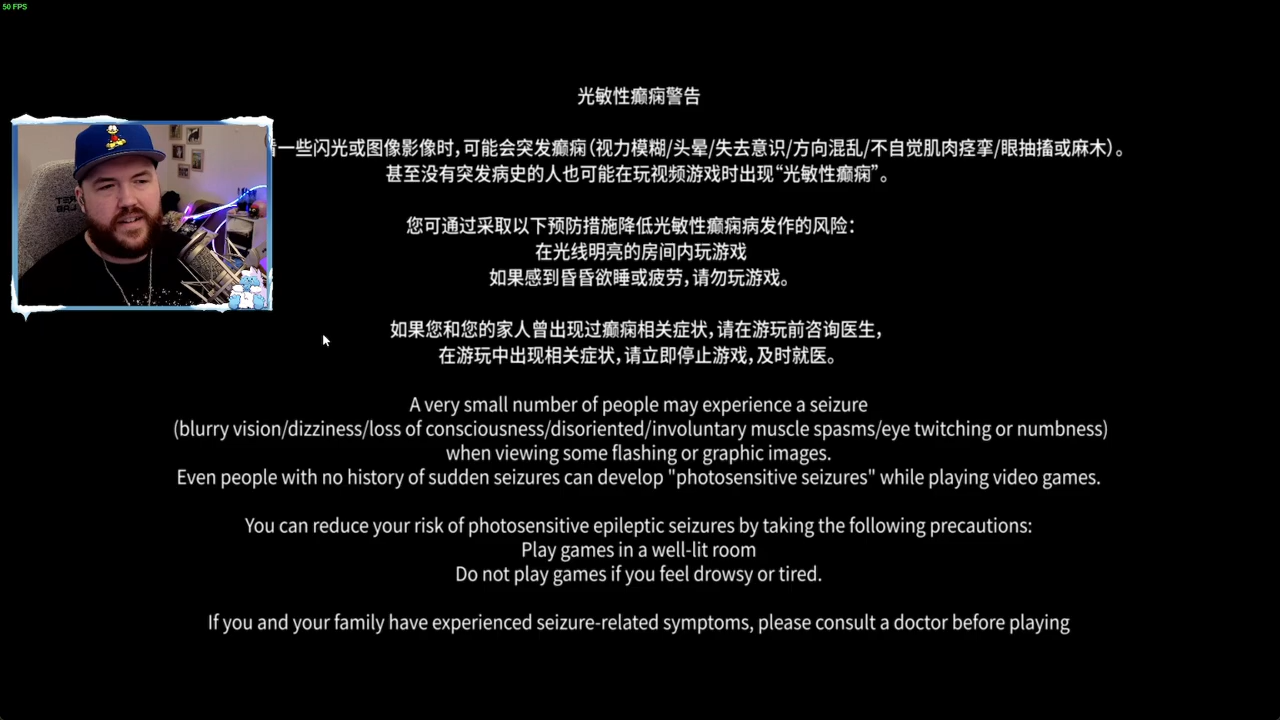 50 FPS
光敏性癫痫警告
一些闪光或图像影像时,可能会突发癫痫(视力模糊/头晕/失去意识/方向混乱/不自觉肌肉痉挛/眼抽搐或麻木)。
甚至没有突发病史的人也可能在玩视频游戏时出现“光敏性癫痫”。
您可通过采取以下预防措施降低光敏性癫痫病发作的风险:
在光线明亮的房间内玩游戏
如果感到昏昏欲睡或疲劳,请勿玩游戏。
如果您和您的家人曾出现过癫痫相关症状,请在游玩前咨询医生,
在游玩中出现相关症状,请立即停止游戏,及时就医。
A very small number of people may experience a seizure
(blurry vision/dizziness/loss of consciousness/disoriented/involuntary muscle spasms/eye twitching or numbness)
when viewing some flashing or graphic images.
Even people with no history of sudden seizures can develop "photosensitive seizures" while playing video games.
You can reduce your risk of photosensitive epileptic seizures by taking the following precautions:
Play games in a well-lit room
Do not play games if you feel drowsy or tired.
If you and your family have experienced seizure-related symptoms, please consult a doctor before playing